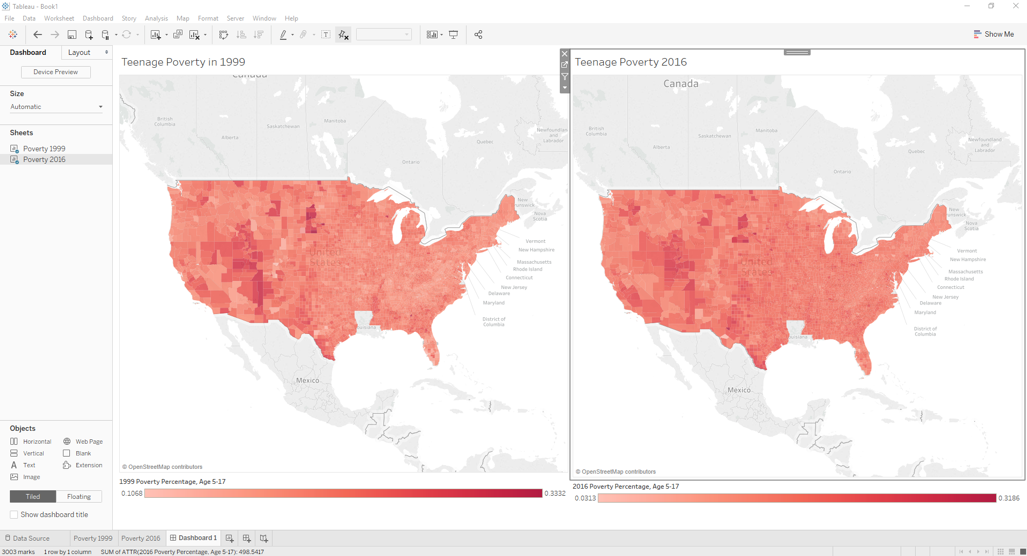 Tableau - Book1
File Data Worksheet Dashboard Story Analysis Map Format Server Window Help
Show Me
Dashboard Layout
Device Preview
Size
Automatic
Sheets
Poverty 1999
Poverty 2016
Objects
Horizontal Web Page
Vertical Blank
Text Extension
Image
Tiled Floating
Show dashboard title
Teenage Poverty in 1999
Canada
British
Columbia
Alberta
Saskatchewan
Manitoba
Ontario
Quebec
Newfoundland
and
Labrador
New
Brunswick
Nova
Scotia
United
States
Vermont
New Hampshire
Massachusetts
Rhode Island
Connecticut
New Jersey
Delaware
Maryland
District of
Columbia
Louisiana
Mexico
© OpenStreetMap contributors
1999 Poverty Percentage, Age 5-17
0.1068 0.3332
Teenage Poverty 2016
Canada
British
Columbia
Alberta
Saskatchewan
Manitoba
Ontario
Quebec
Newfoundland
and
Labrador
New
Brunswick
Nova
Scotia
United
States
Vermont
New Hampshire
Massachusetts
Rhode Island
Connecticut
New Jersey
Delaware
Maryland
District of
Columbia
Louisiana
Mexico
© OpenStreetMap contributors
2016 Poverty Percentage, Age 5-17
0.0313 0.3186
Data Source Poverty 1999 Poverty 2016 Dashboard 1
3003 marks 1 row by 1 column SUM of ATTR(2016 Poverty Percentage, Age 5-17): 498.5417